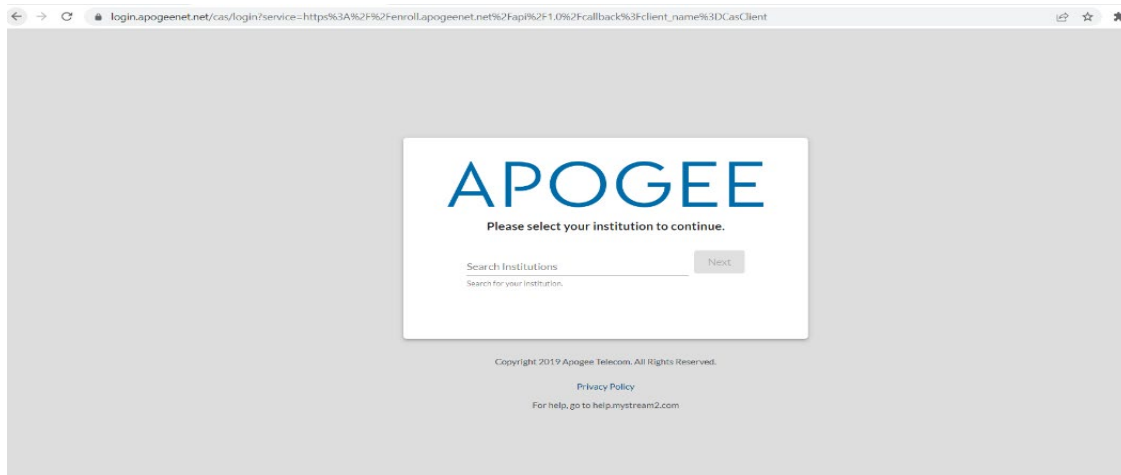 login.apogeenet.net/cas/login?service=https%3A%2F%2Fenroll.apogeenet.net%2Fapi%2F1.0%2Fcallback%3Fclient_name%3DCasClient
APOGEE
Please select your institution to continue.
Search Institutions
Next
Search for your institution.
Copyright 2019 Apogee Telecom. All Rights Reserved.
Privacy Policy
For help, go to help.mystream2.com